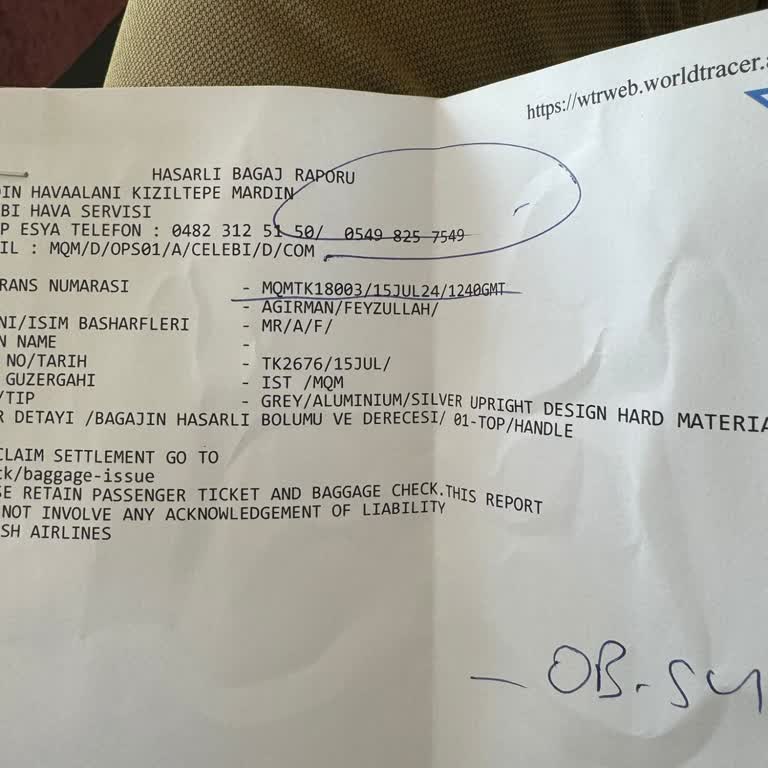 https://wtrweb.worldtracer.a
HASARLI BAGAJ RAPORU
IN HAVAALANI KIZILTEPE MARDIN
BI HAVA SERVISI
P ESYA TELEFON : 0482 312 51 50/ 0549 825 7549
IL : MQM/D/OPS01/A/CELEBI/D/COM
RANS NUMARASI - MQMTK18003/15JUL24/1240GMT
- AGIRMAN/FEYZULLAH/
NI/ISIM BASHARFLERI - MR/A/F/
N NAME -
NO/TARIH - TK2676/15JUL/
GUZERGAHI - IST /MQM
/TIP - GREY/ALUMINIUM/SILVER UPRIGHT DESIGN HARD MATERIA
R DETAYI /BAGAJIN HASARLI BOLUMU VE DERECESI/ 01-TOP/HANDLE
CLAIM SETTLEMENT GO TO
tk/baggage-issue
SE RETAIN PASSENGER TICKET AND BAGGAGE CHECK.THIS REPORT
NOT INVOLVE ANY ACKNOWLEDGEMENT OF LIABILITY
SH AIRLINES
- OB.